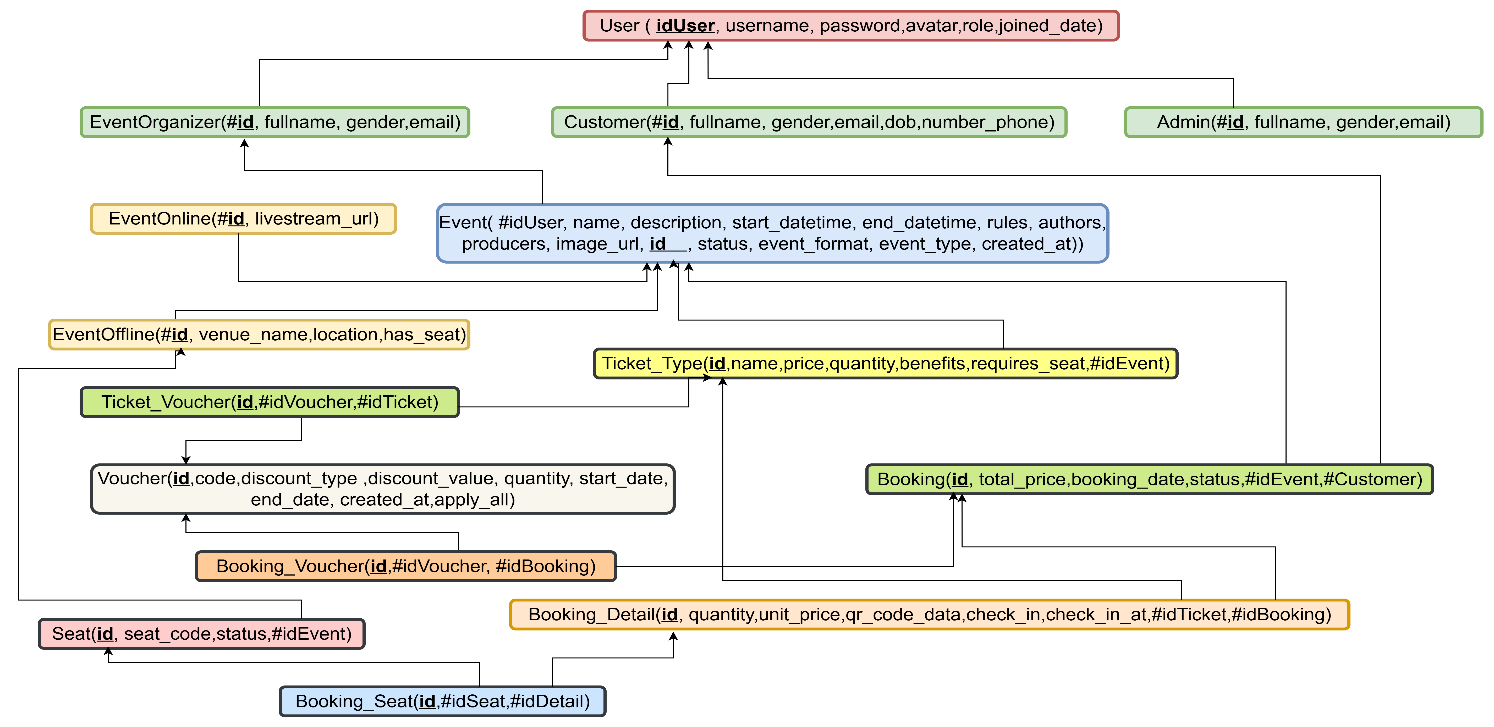 User ( idUser, username, password,avatar,role,joined_date)
EventOrganizer(#id, fullname, gender,email)
Customer(#id, fullname, gender,email,dob,number_phone)
Admin(#id, fullname, gender,email)
EventOnline(#id, livestream_url)
Event( #idUser, name, description, start_datetime, end_datetime, rules, authors,
producers, image_url, id__, status, event_format, event_type, created_at))
EventOffline(#id, venue_name,location,has_seat)
Ticket_Type(id,name,price,quantity,benefits,requires_seat,#idEvent)
Ticket_Voucher(id,#idVoucher,#idTicket)
Voucher(id,code,discount_type ,discount_value, quantity, start_date,
end_date, created_at,apply_all)
Booking(id, total_price,booking_date,status,#idEvent,#Customer)
Booking_Voucher(id,#idVoucher, #idBooking)
Booking_Detail(id, quantity,unit_price,qr_code_data,check_in,check_in_at,#idTicket,#idBooking)
Seat(id, seat_code,status,#idEvent)
Booking_Seat(id,#idSeat,#idDetail)